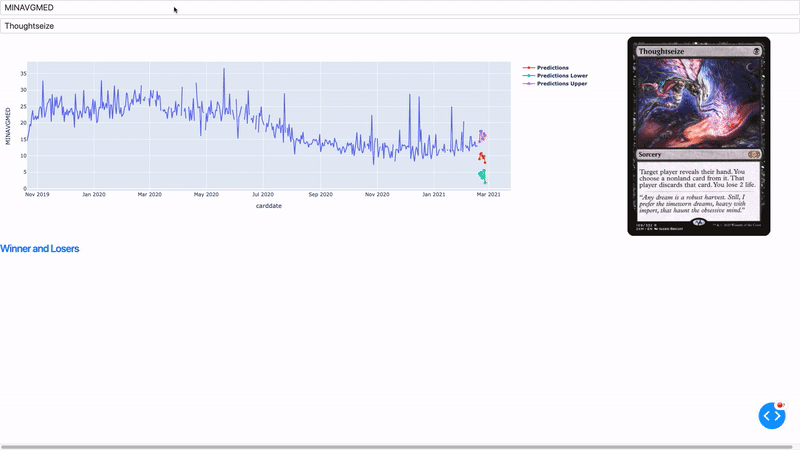 MINAVGMED
Thoughtseize
Thoughtseize
Predictions
Predictions Lower
Predictions Upper
35
30
25
20
15
10
5
0
MINAVGMED
Nov 2019 Jan 2020 Mar 2020 May 2020 Jul 2020 Sep 2020 Nov 2020 Jan 2021 Mar 2021
carddate
Sorcery
Target player reveals their hand. You
choose a nonland card from it. That
player discards that card. You lose 2 life.
"Any dream is a robust harvest. Still, I
prefer the timeworn dreams, heavy with
import, that haunt the obsessive mind."
Winner and Losers